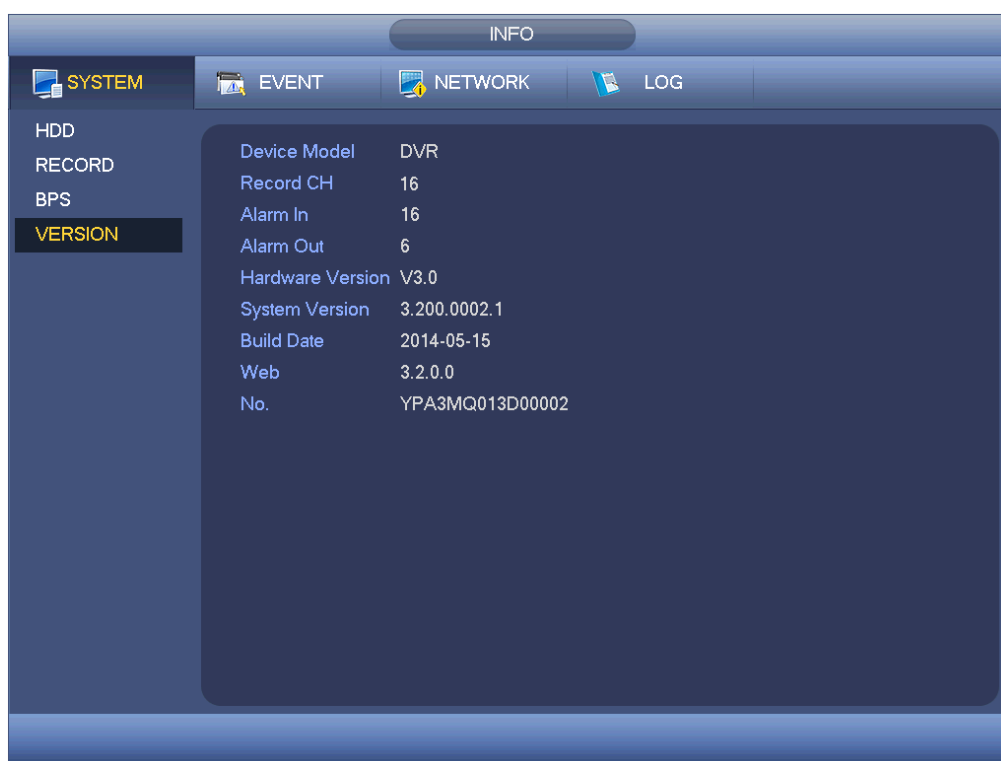 INFO
SYSTEM EVENT NETWORK LOG
HDD
RECORD
BPS
VERSION
Device Model DVR
Record CH 16
Alarm In 16
Alarm Out 6
Hardware Version V3.0
System Version 3.200.0002.1
Build Date 2014-05-15
Web 3.2.0.0
No. YPA3MQ013D00002